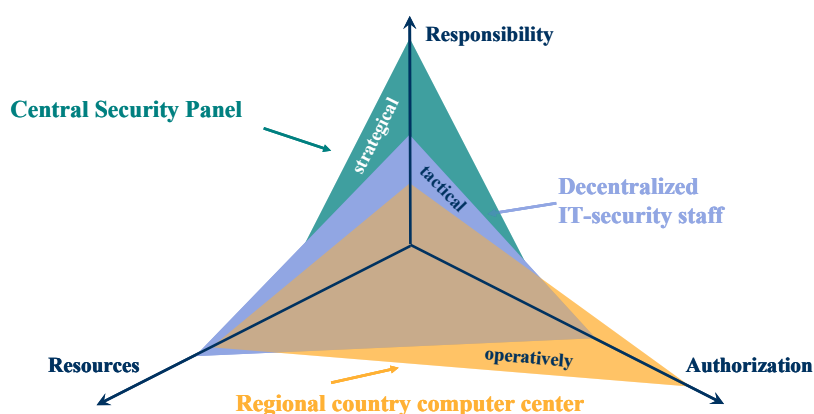 Responsibility
Central Security Panel
strategical
tactical
Decentralized
IT-security staff
Resources
operatively
Authorization
Regional country computer center